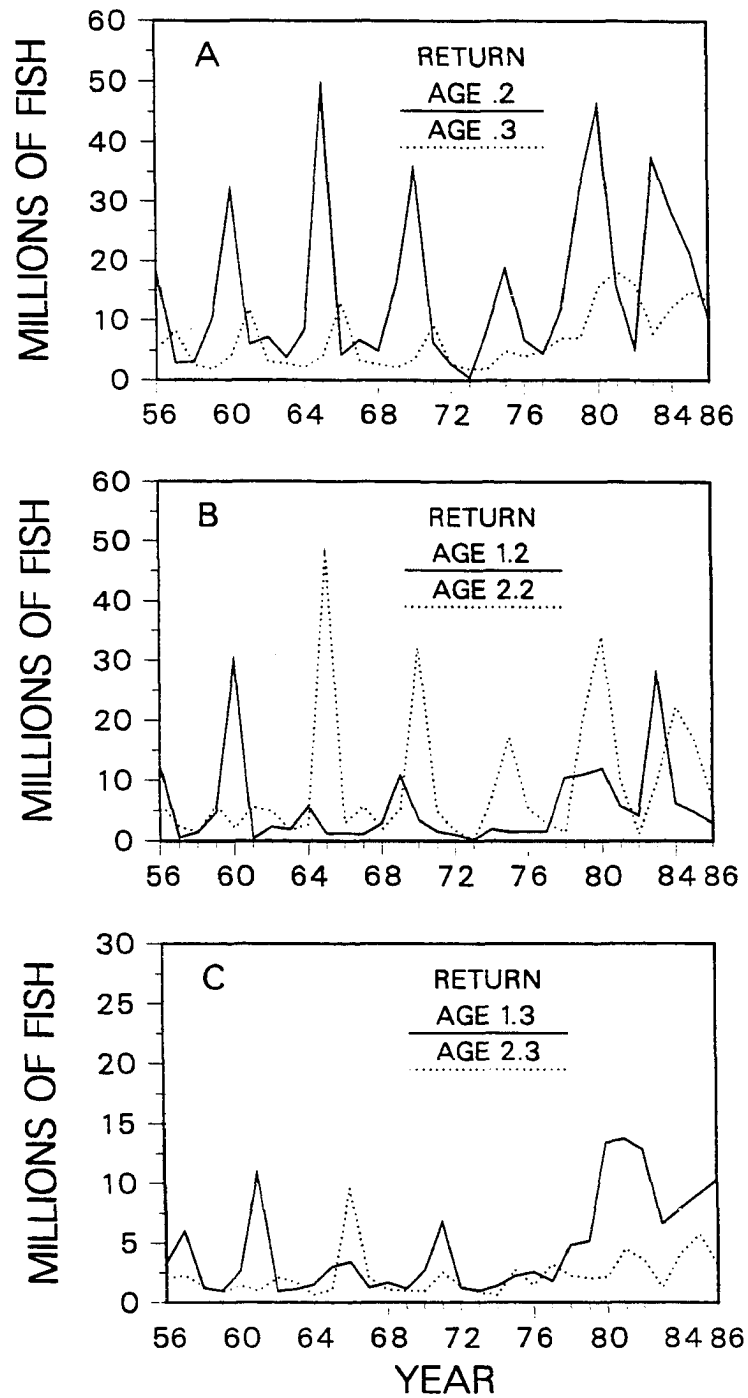 A
RETURN
AGE .2
AGE .3
MILLIONS OF FISH
60
50
40
30
20
10
0
56 60 64 68 72 76 80 84 86
B
RETURN
AGE 1.2
AGE 2.2
MILLIONS OF FISH
60
50
40
30
20
10
0
56 60 64 68 72 76 80 84 86
C
RETURN
AGE 1.3
AGE 2.3
MILLIONS OF FISH
30
25
20
15
10
5
0
56 60 64 68 72 76 80 84 86
YEAR